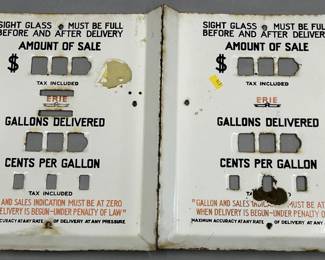 SIGHT GLASS MUST BE FULL
BEFORE AND AFTER DELIVERY
AMOUNT OF SALE
$
TAX INCLUDED
ERIE
GALLONS DELIVERED
CENTS PER GALLON
TAX INCLUDED
AND SALES INDICATION MUST BE AT ZERO
DELIVERY IS BEGUN-UNDER PENALTY OF LAW"
ACCURACY AT ANY RATE OF DELIVERY AT ANY PRESSURE
SIGHT GLASS MUST BE FULL
BEFORE AND AFTER DELIVERY
AMOUNT OF SALE
$
TAX INCLUDED
ERIE
GALLONS DELIVERED
CENTS PER GALLON
TAX INCLUDED
"GALLON AND SALES INDICATION MUST BE AT ZERO
WHEN DELIVERY IS BEGUN-UNDER PENALTY OF LAW"
MAXIMUM ACCURACY AT ANY RATE OF DELIVERY AT ANY PRESSURE